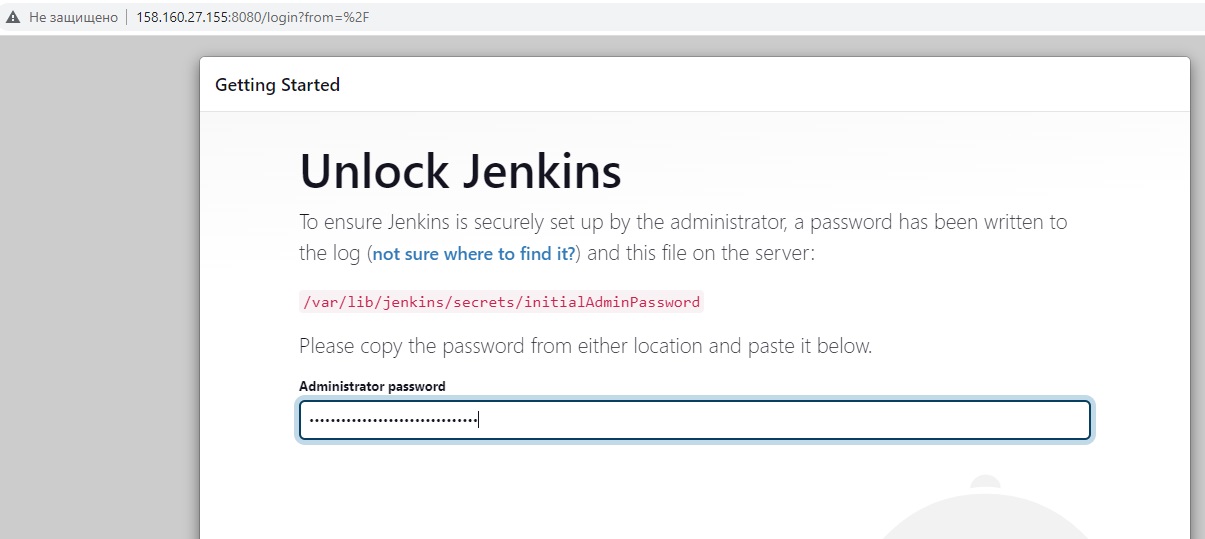 Не защищено 158.160.27.155:8080/login?from=%2F
Getting Started
Unlock Jenkins
To ensure Jenkins is securely set up by the administrator, a password has been written to
the log (not sure where to find it?) and this file on the server:
/var/lib/jenkins/secrets/initialAdminPassword
Please copy the password from either location and paste it below.
Administrator password